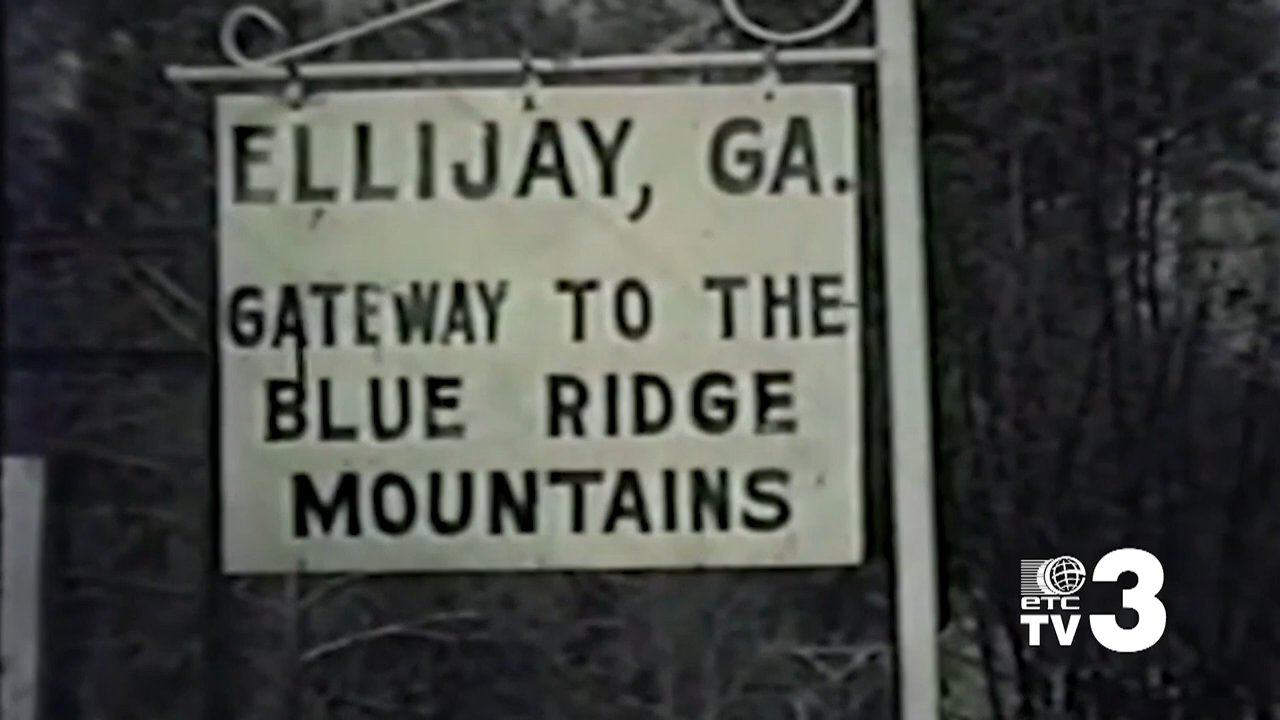 ELLIJAY, GA.
GATEWAY TO THE
BLUE RIDGE
MOUNTAINS
etc
TV 3